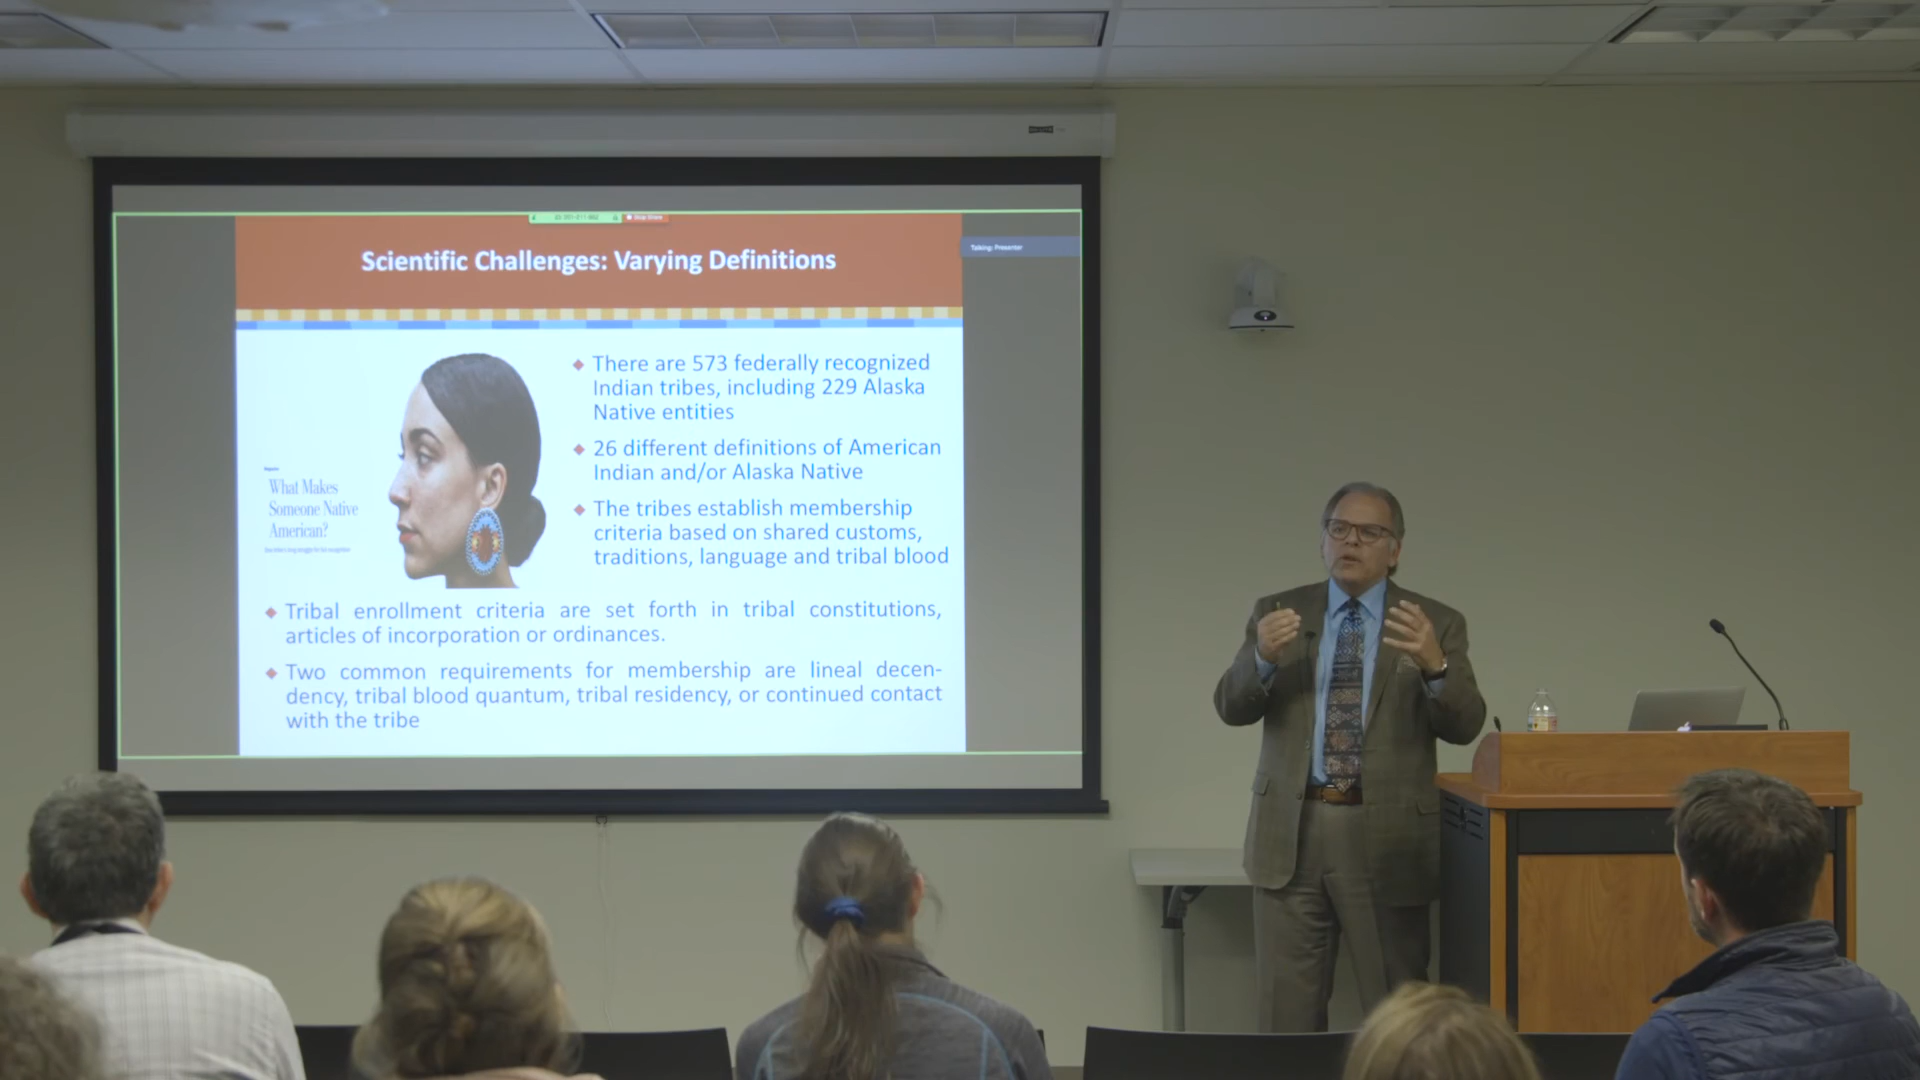 Stop Share
Talking: Presenter
Scientific Challenges: Varying Definitions
There are 573 federally recognized
Indian tribes, including 229 Alaska
Native entities
26 different definitions of American
Indian and/or Alaska Native
The tribes establish membership
criteria based on shared customs,
traditions, language and tribal blood
What Makes
Someone Native
American?
Tribal enrollment criteria are set forth in tribal constitutions,
articles of incorporation or ordinances.
Two common requirements for membership are lineal decen-
dency, tribal blood quantum, tribal residency, or continued contact
with the tribe